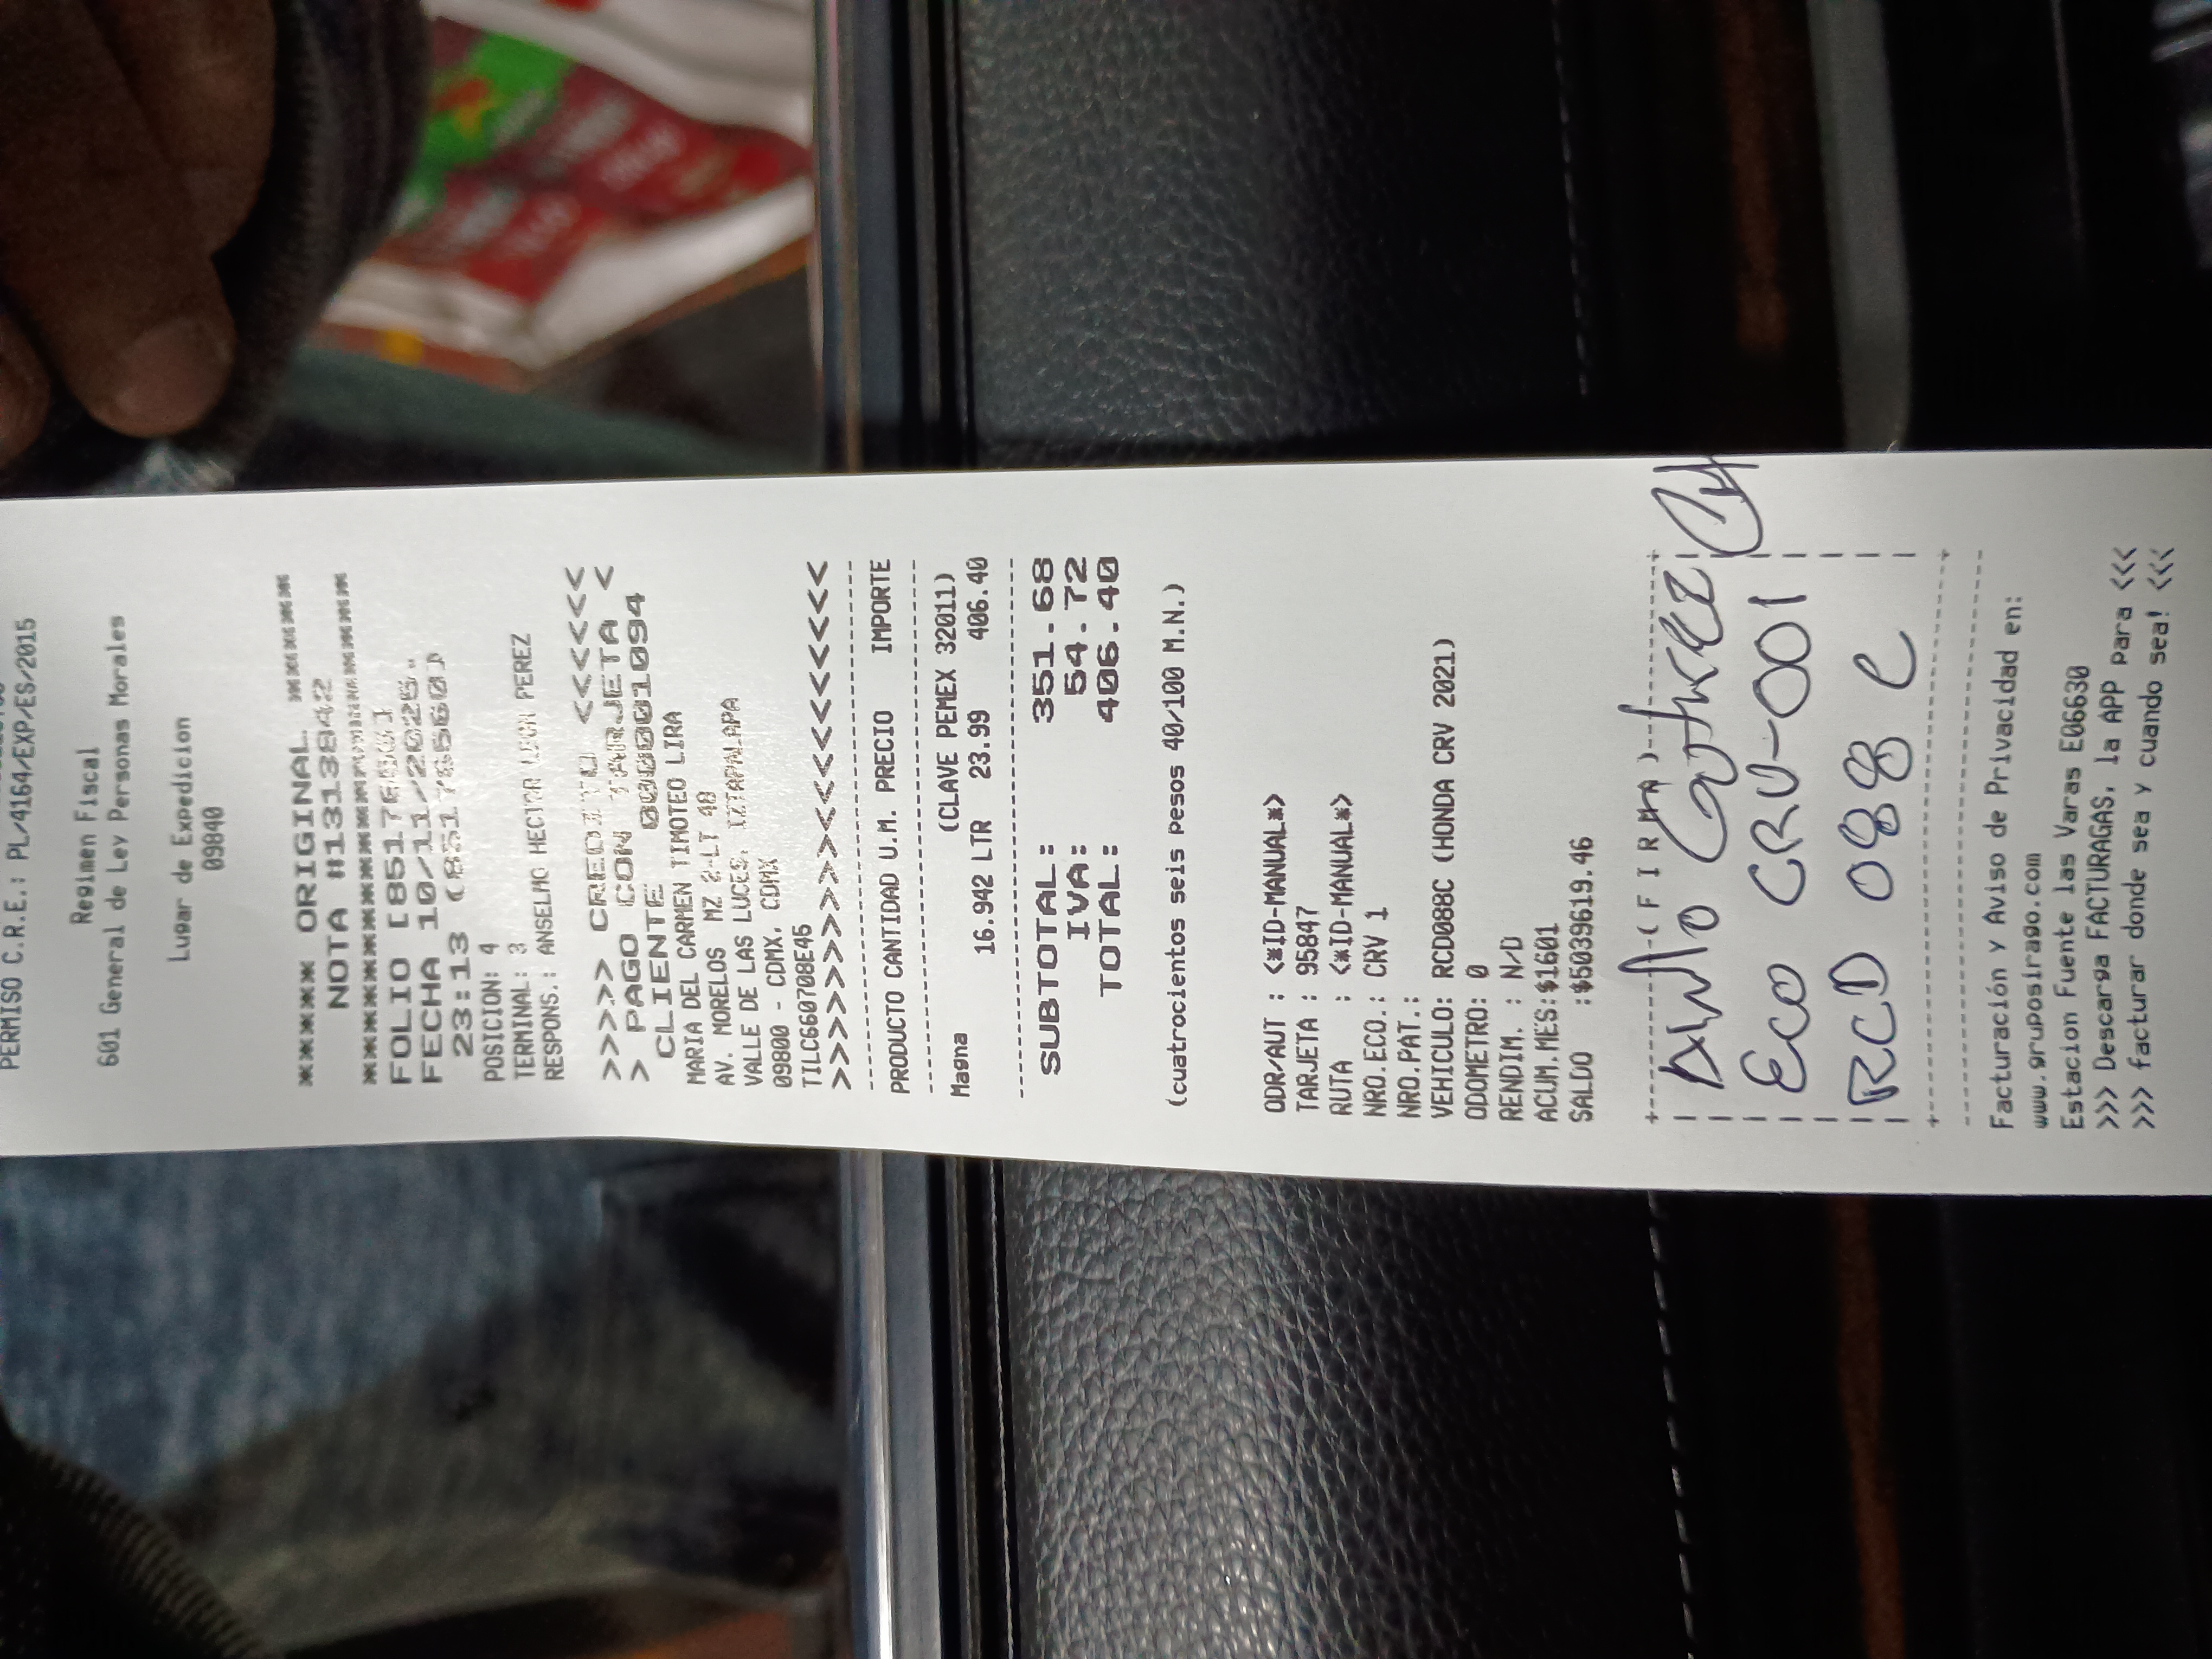 PERMISO C.R.E.: PL/4164/EXP/ES/2015
Regimen Fiscal
601 General de Ley Personas Morales
Lugar de Expedicion
09840
***** ORIGINAL *****
NOTA #1313842
FOLIO
FECHA 10/11/2025.
23:13
POSICION: 4
TERMINAL: 3
RESPONS.: ANSELMO HECTOR LEON PEREZ
>>>>> CREDITO <<<<<<
> PAGO CON TARJETA <
CLIENTE 0000001094
MARIA DEL CARMEN TIMOTEO LIRA
AV. MORELOS MZ 2 LT 40
VALLE DE LAS LUCES, IZTAPALAPA
09800 - CDMX, CDMX
TILC660708E46
>>>>>>>>>><<<<<<<<<<
PRODUCTO CANTIDAD U.M. PRECIO IMPORTE
Magna (CLAVE PEMEX 32011)
16.942 LTR 23.99 406.40
SUBTOTAL: 351.68
IVA: 54.72
TOTAL: 406.40
(cuatrocientos seis Pesos 40/100 M.N.)
ODR/AUT : <*ID-MANUAL*>
TARJETA : 95847
RUTA : <*ID-MANUAL*>
NRO.ECO.: CRV 1
NRO.PAT.:
VEHICULO: RCD088C (HONDA CRV 2021)
ODOMETRO: 0
RENDIM. : N/D
ACUM.MES:$1601
SALDO :$5039619.46
(F I R M A)
Eco CRV-001
RCD 088 C
Facturación y Aviso de Privacidad en:
www.gruposirago.com
Estacion Fuente las Varas E06630
>>> Descarga FACTURAGAS, la APP para <<<
>>> facturar donde sea y cuando sea! <<<